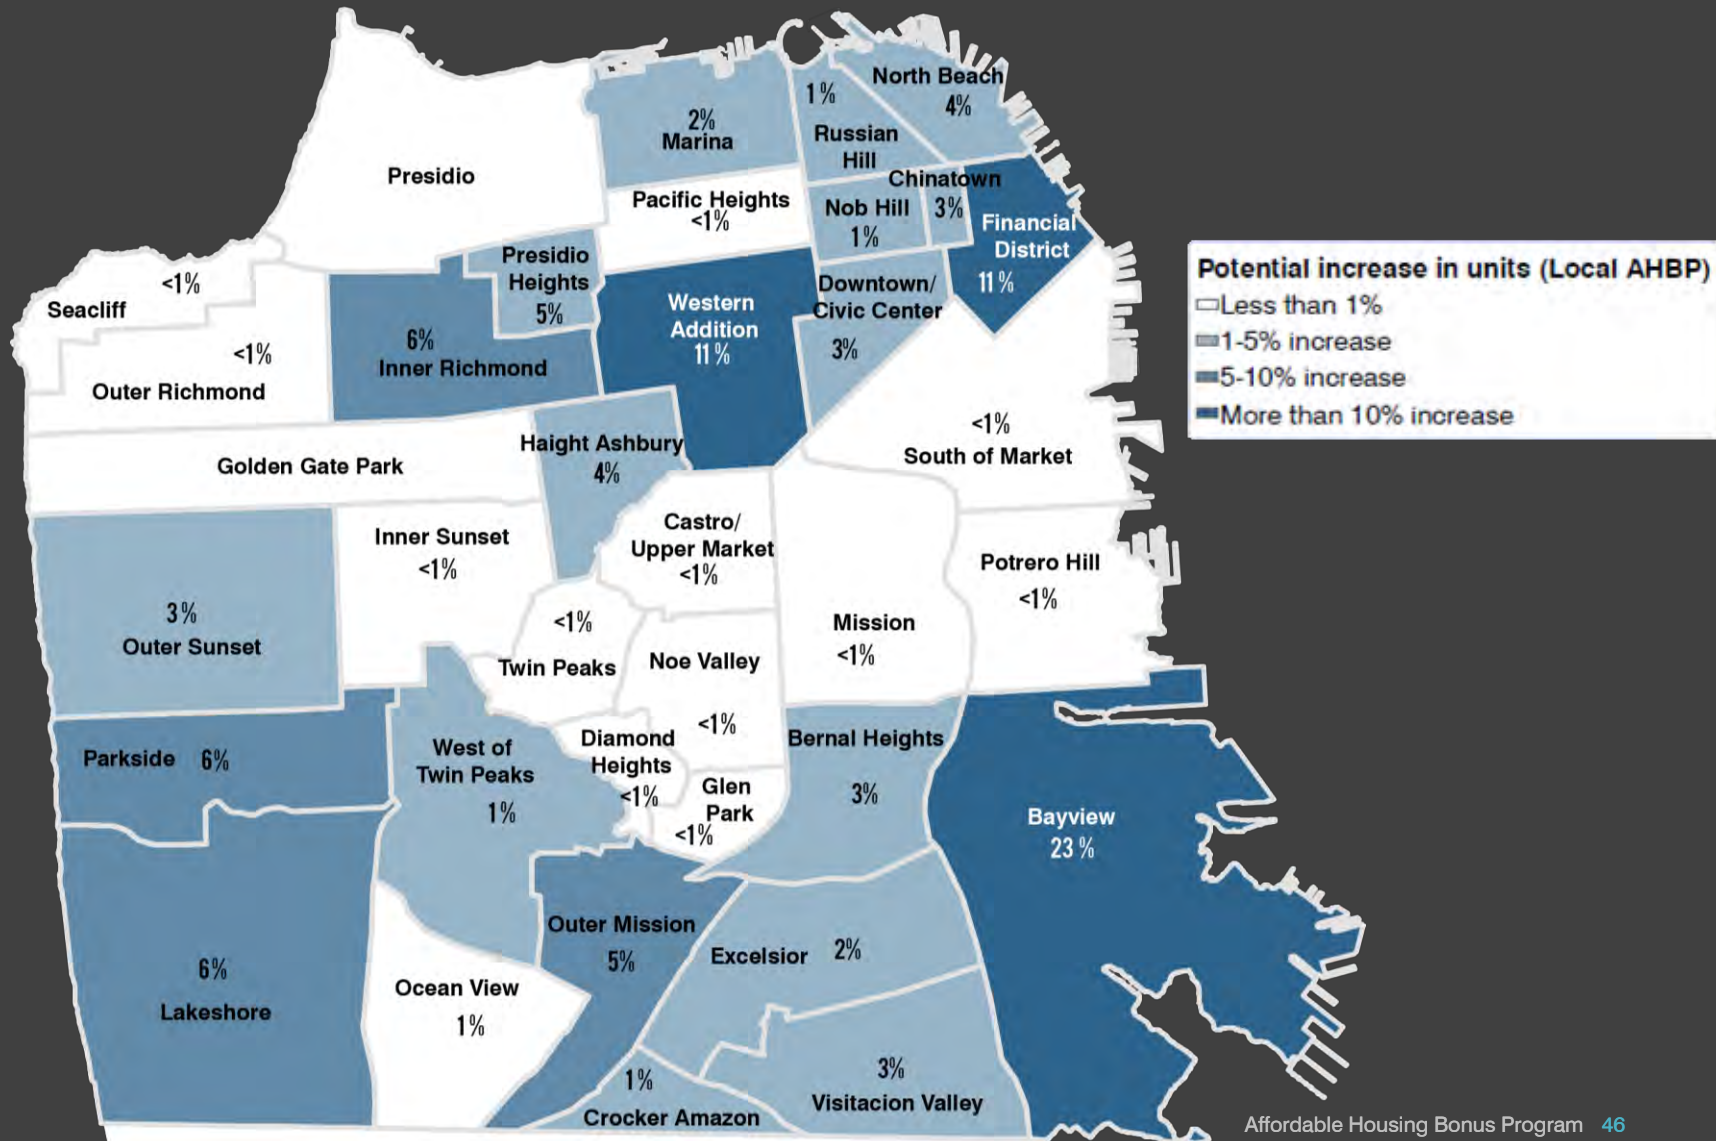 North Beach
4%
1%
Russian
Hill
2%
Marina
Presidio
Chinatown
3%
Pacific Heights
<1%
Nob Hill
1%
Financial
District
11%
Presidio
Heights
5%
Potential increase in units (Local AHBP)
Less than 1%
1-5% increase
5-10% increase
More than 10% increase
<1%
Seacliff
Western
Addition
11%
Downtown/
Civic Center
3%
<1%
Outer Richmond
6%
Inner Richmond
<1%
South of Market
Haight Ashbury
4%
Golden Gate Park
Inner Sunset
<1%
Castro/
Upper Market
<1%
Potrero Hill
<1%
3%
Outer Sunset
<1%
Twin Peaks
Noe Valley
<1%
Mission
<1%
Parkside 6%
West of
Twin Peaks
1%
Diamond
Heights
<1%
Glen
Park
<1%
Bernal Heights
3%
Bayview
23%
Outer Mission
5%
Excelsior 2%
6%
Lakeshore
Ocean View
1%
1%
Crocker Amazon
3%
Visitacion Valley
Affordable Housing Bonus Program 46